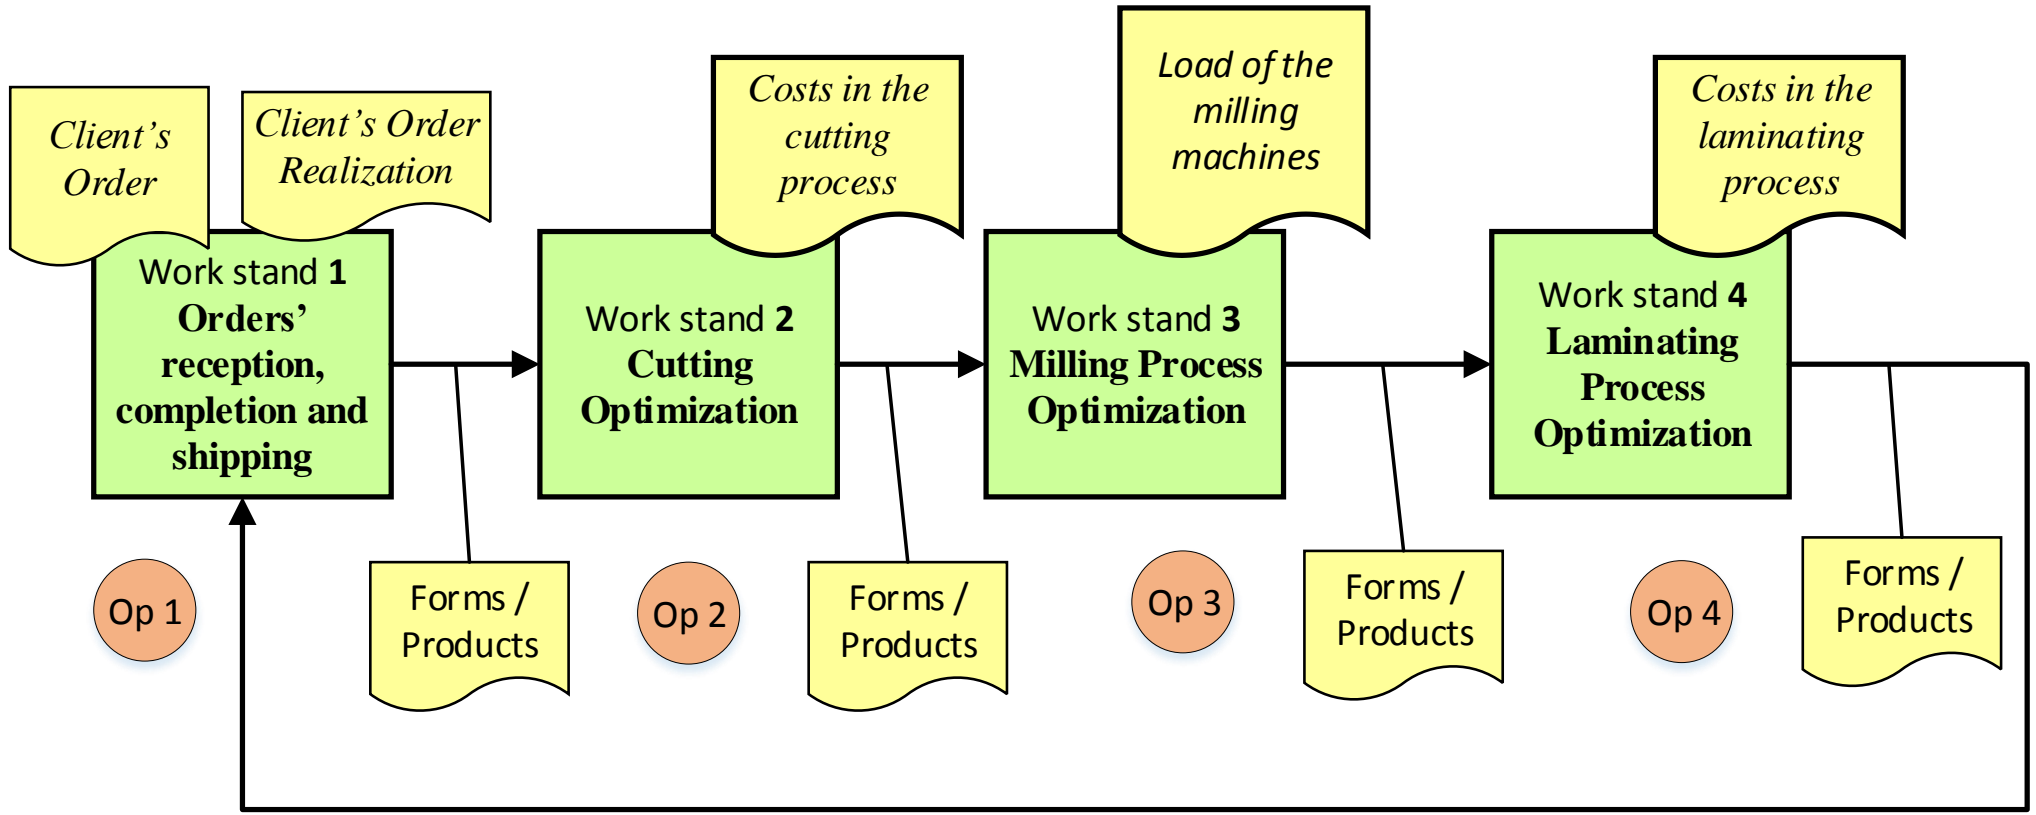 Client’s
Order
Client’s Order
Realization
Costs in the
cutting
process
Load of the
milling
machines
Costs in the
laminating
process
Work stand 1
Orders’
reception,
completion and
shipping
Work stand 2
Cutting
Optimization
Work stand 3
Milling Process
Optimization
Work stand 4
Laminating
Process
Optimization
Op 1
Forms /
Products
Op 2
Forms /
Products
Op 3
Forms /
Products
Op 4
Forms /
Products